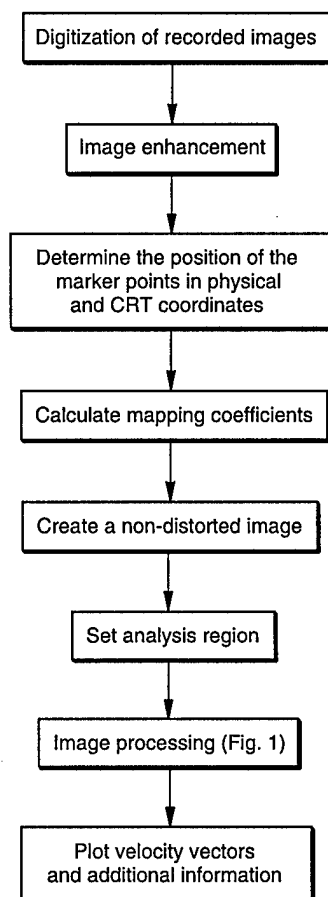 Digitization of recorded images
Image enhancement
Determine the position of the
marker points in physical
and CRT coordinates
Calculate mapping coefficients
Create a non-distorted image
Set analysis region
Image processing (Fig. 1)
Plot velocity vectors
and additional information